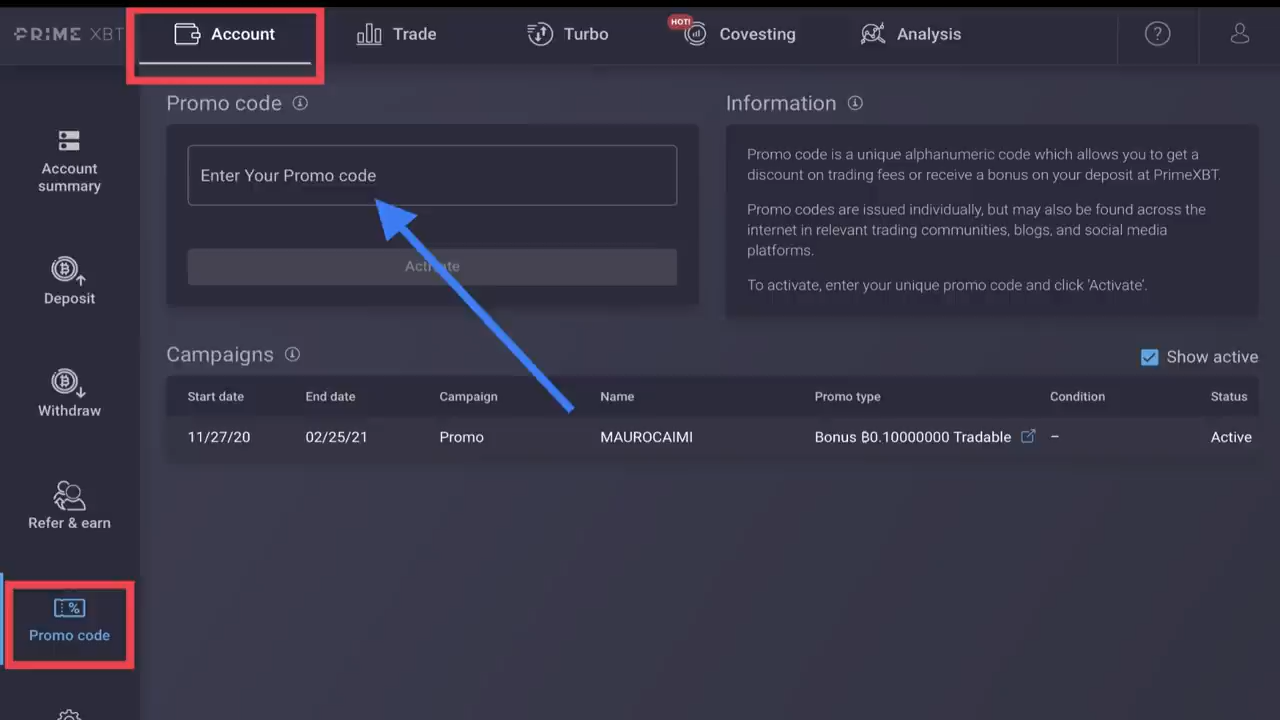 PRIME XBT
Account
Trade
Turbo
HOT!
Covesting
Analysis
?
Account
summary
Deposit
Withdraw
Refer & earn
%
Promo code
Promo code
Enter Your Promo code
Activate
Information
Promo code is a unique alphanumeric code which allows you to get a
discount on trading fees or receive a bonus on your deposit at PrimeXBT.
Promo codes are issued individually, but may also be found across the
internet in relevant trading communities, blogs, and social media
platforms.
To activate, enter your unique promo code and click 'Activate'.
Campaigns
Show active
Start date End date Campaign Name Promo type Condition Status
11/27/20 02/25/21 Promo MAUROCAIMI Bonus ฿0.10000000 Tradable – Active